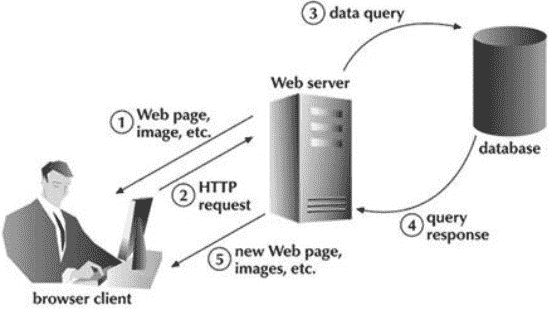 3 data query
Web server
1 Web page,
image, etc.
database
2 HTTP
request
4 query
response
5 new Web page,
images, etc.
browser client